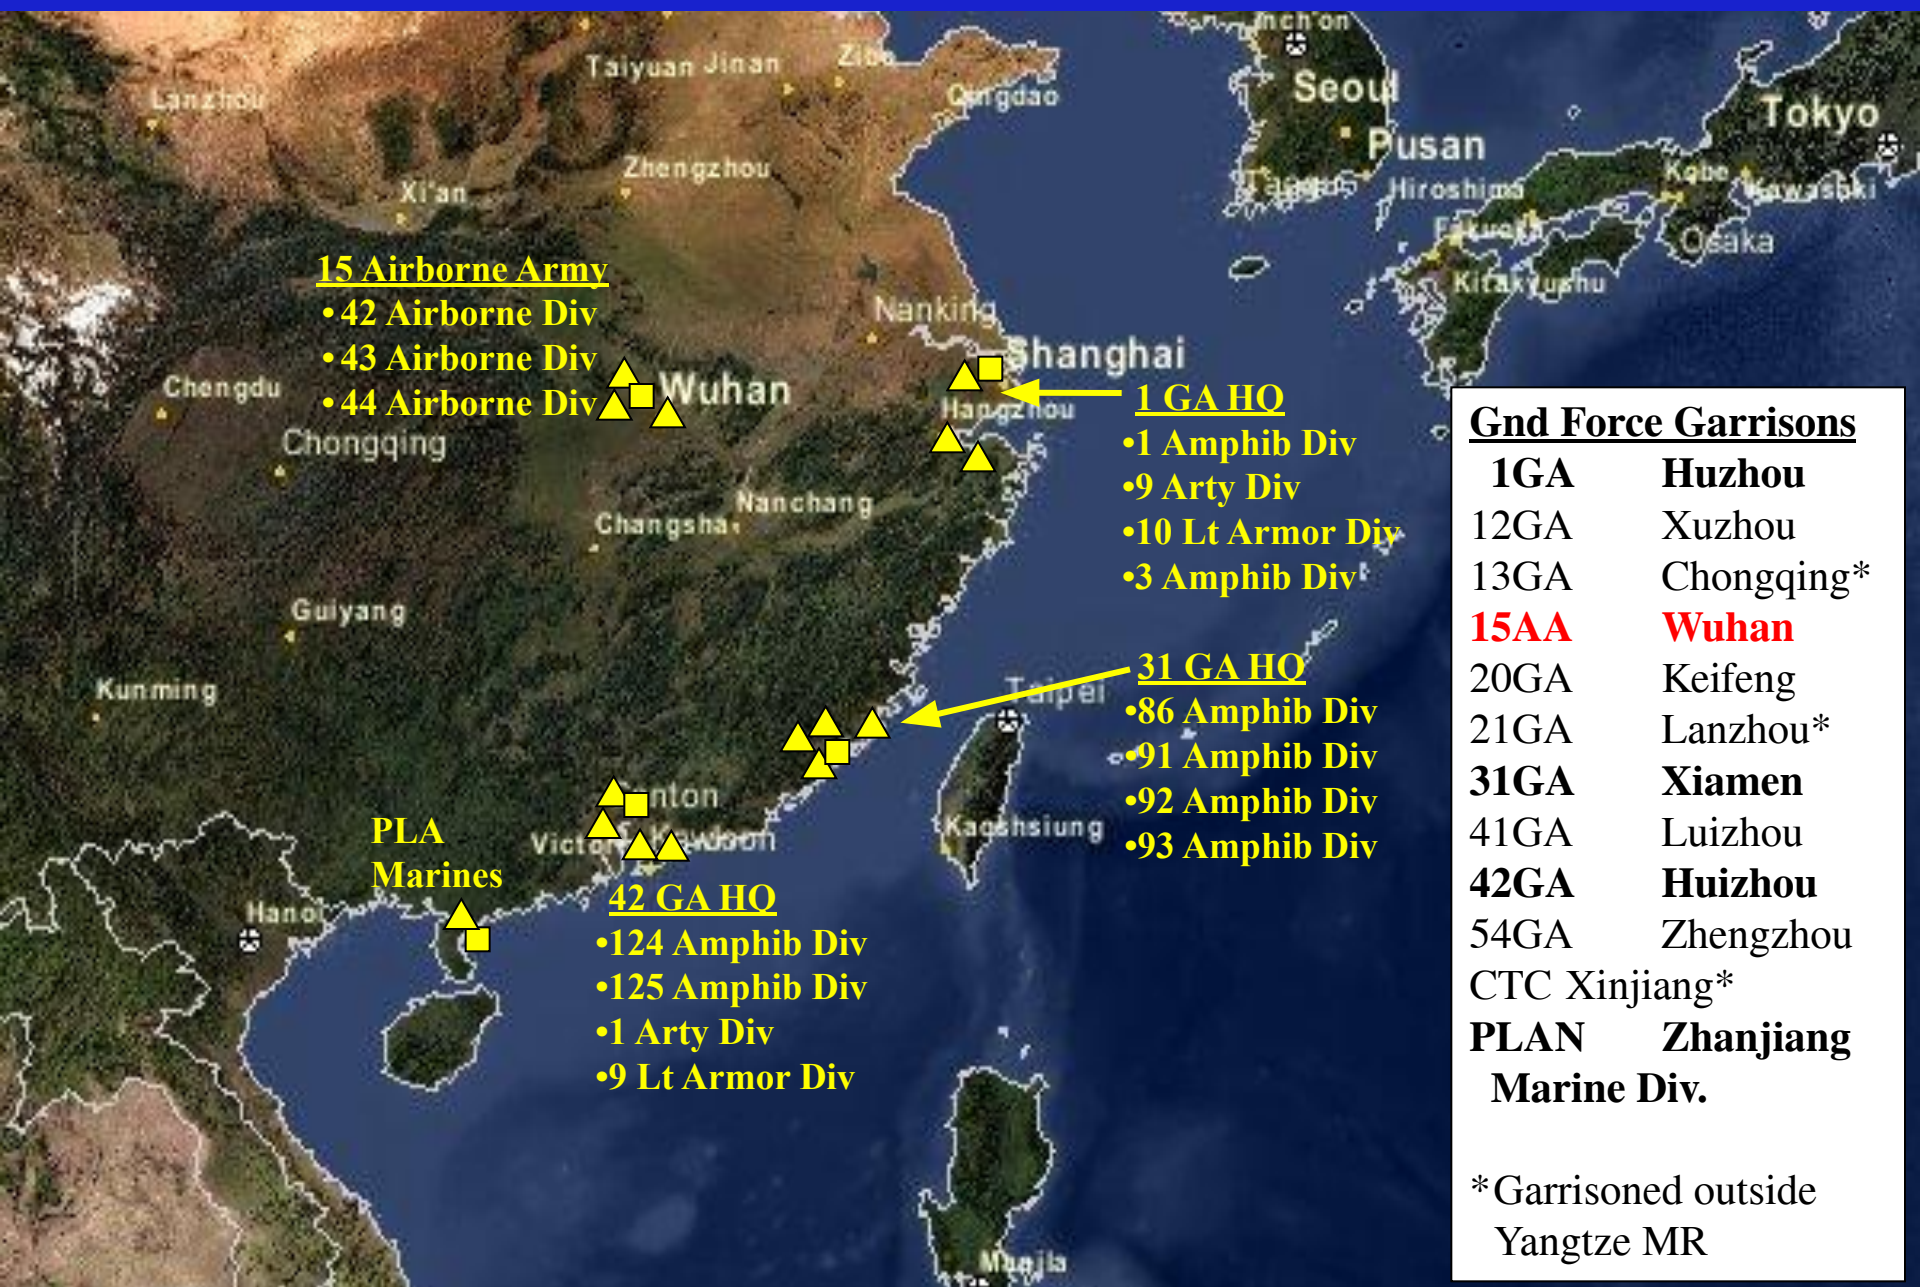 inch'on
Taiyuan Jinan
Lanzhou
Qingdao
Seoul
Tokyo
Pusan
Zhengzhou
Xi'an
Hiroshima
Kobe
Kawasaki
Osaka
Kitakyushu
15 Airborne Army
•42 Airborne Div
•43 Airborne Div
•44 Airborne Div
Nanking
Shanghai
Wuhan
Chengdu
Hangzhou
Chongqing
1 GA HQ
•1 Amphib Div
•9 Arty Div
•10 Lt Armor Div
•3 Amphib Div
Nanchang
Changsha
Guiyang
Kunming
31 GA HQ
•86 Amphib Div
•91 Amphib Div
•92 Amphib Div
•93 Amphib Div
Taipei
Kaohsiung
nton
Victor
PLA
Marines
Hanoi
42 GA HQ
•124 Amphib Div
•125 Amphib Div
•1 Arty Div
•9 Lt Armor Div
Manila
Gnd Force Garrisons
1GA Huzhou
12GA Xuzhou
13GA Chongqing*
15AA Wuhan
20GA Keifeng
21GA Lanzhou*
31GA Xiamen
41GA Luizhou
42GA Huizhou
54GA Zhengzhou
CTC Xinjiang*
PLAN Zhanjiang
Marine Div.
*Garrisoned outside
Yangtze MR